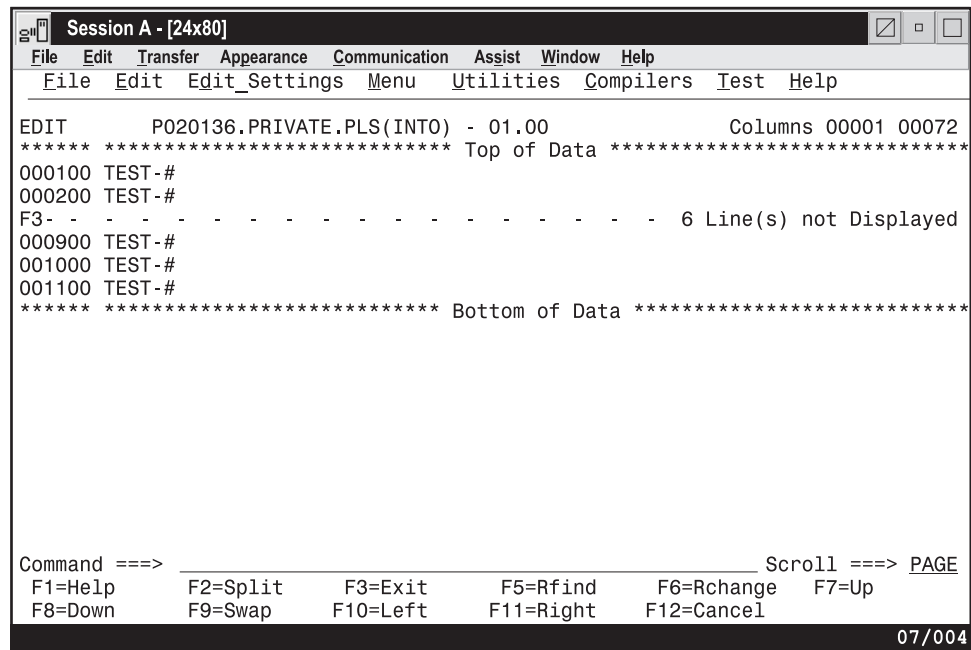 Session A - [24x80]
File Edit Transfer Appearance Communication Assist Window Help
File Edit Edit_Settings Menu Utilities Compilers Test Help
EDIT PO20136.PRIVATE.PLS(INTO) - 01.00 Columns 00001 00072
****** ***************************** Top of Data ******************************
000100 TEST-#
000200 TEST-#
F3- - - - - - - - - - - - - - - - - - 6 Line(s) not Displayed
000900 TEST-#
001000 TEST-#
001100 TEST-#
****** **************************** Bottom of Data ****************************
Command ===> Scroll ===> PAGE
F1=Help F2=Split F3=Exit F5=Rfind F6=Rchange F7=Up
F8=Down F9=Swap F10=Left F11=Right F12=Cancel
07/004